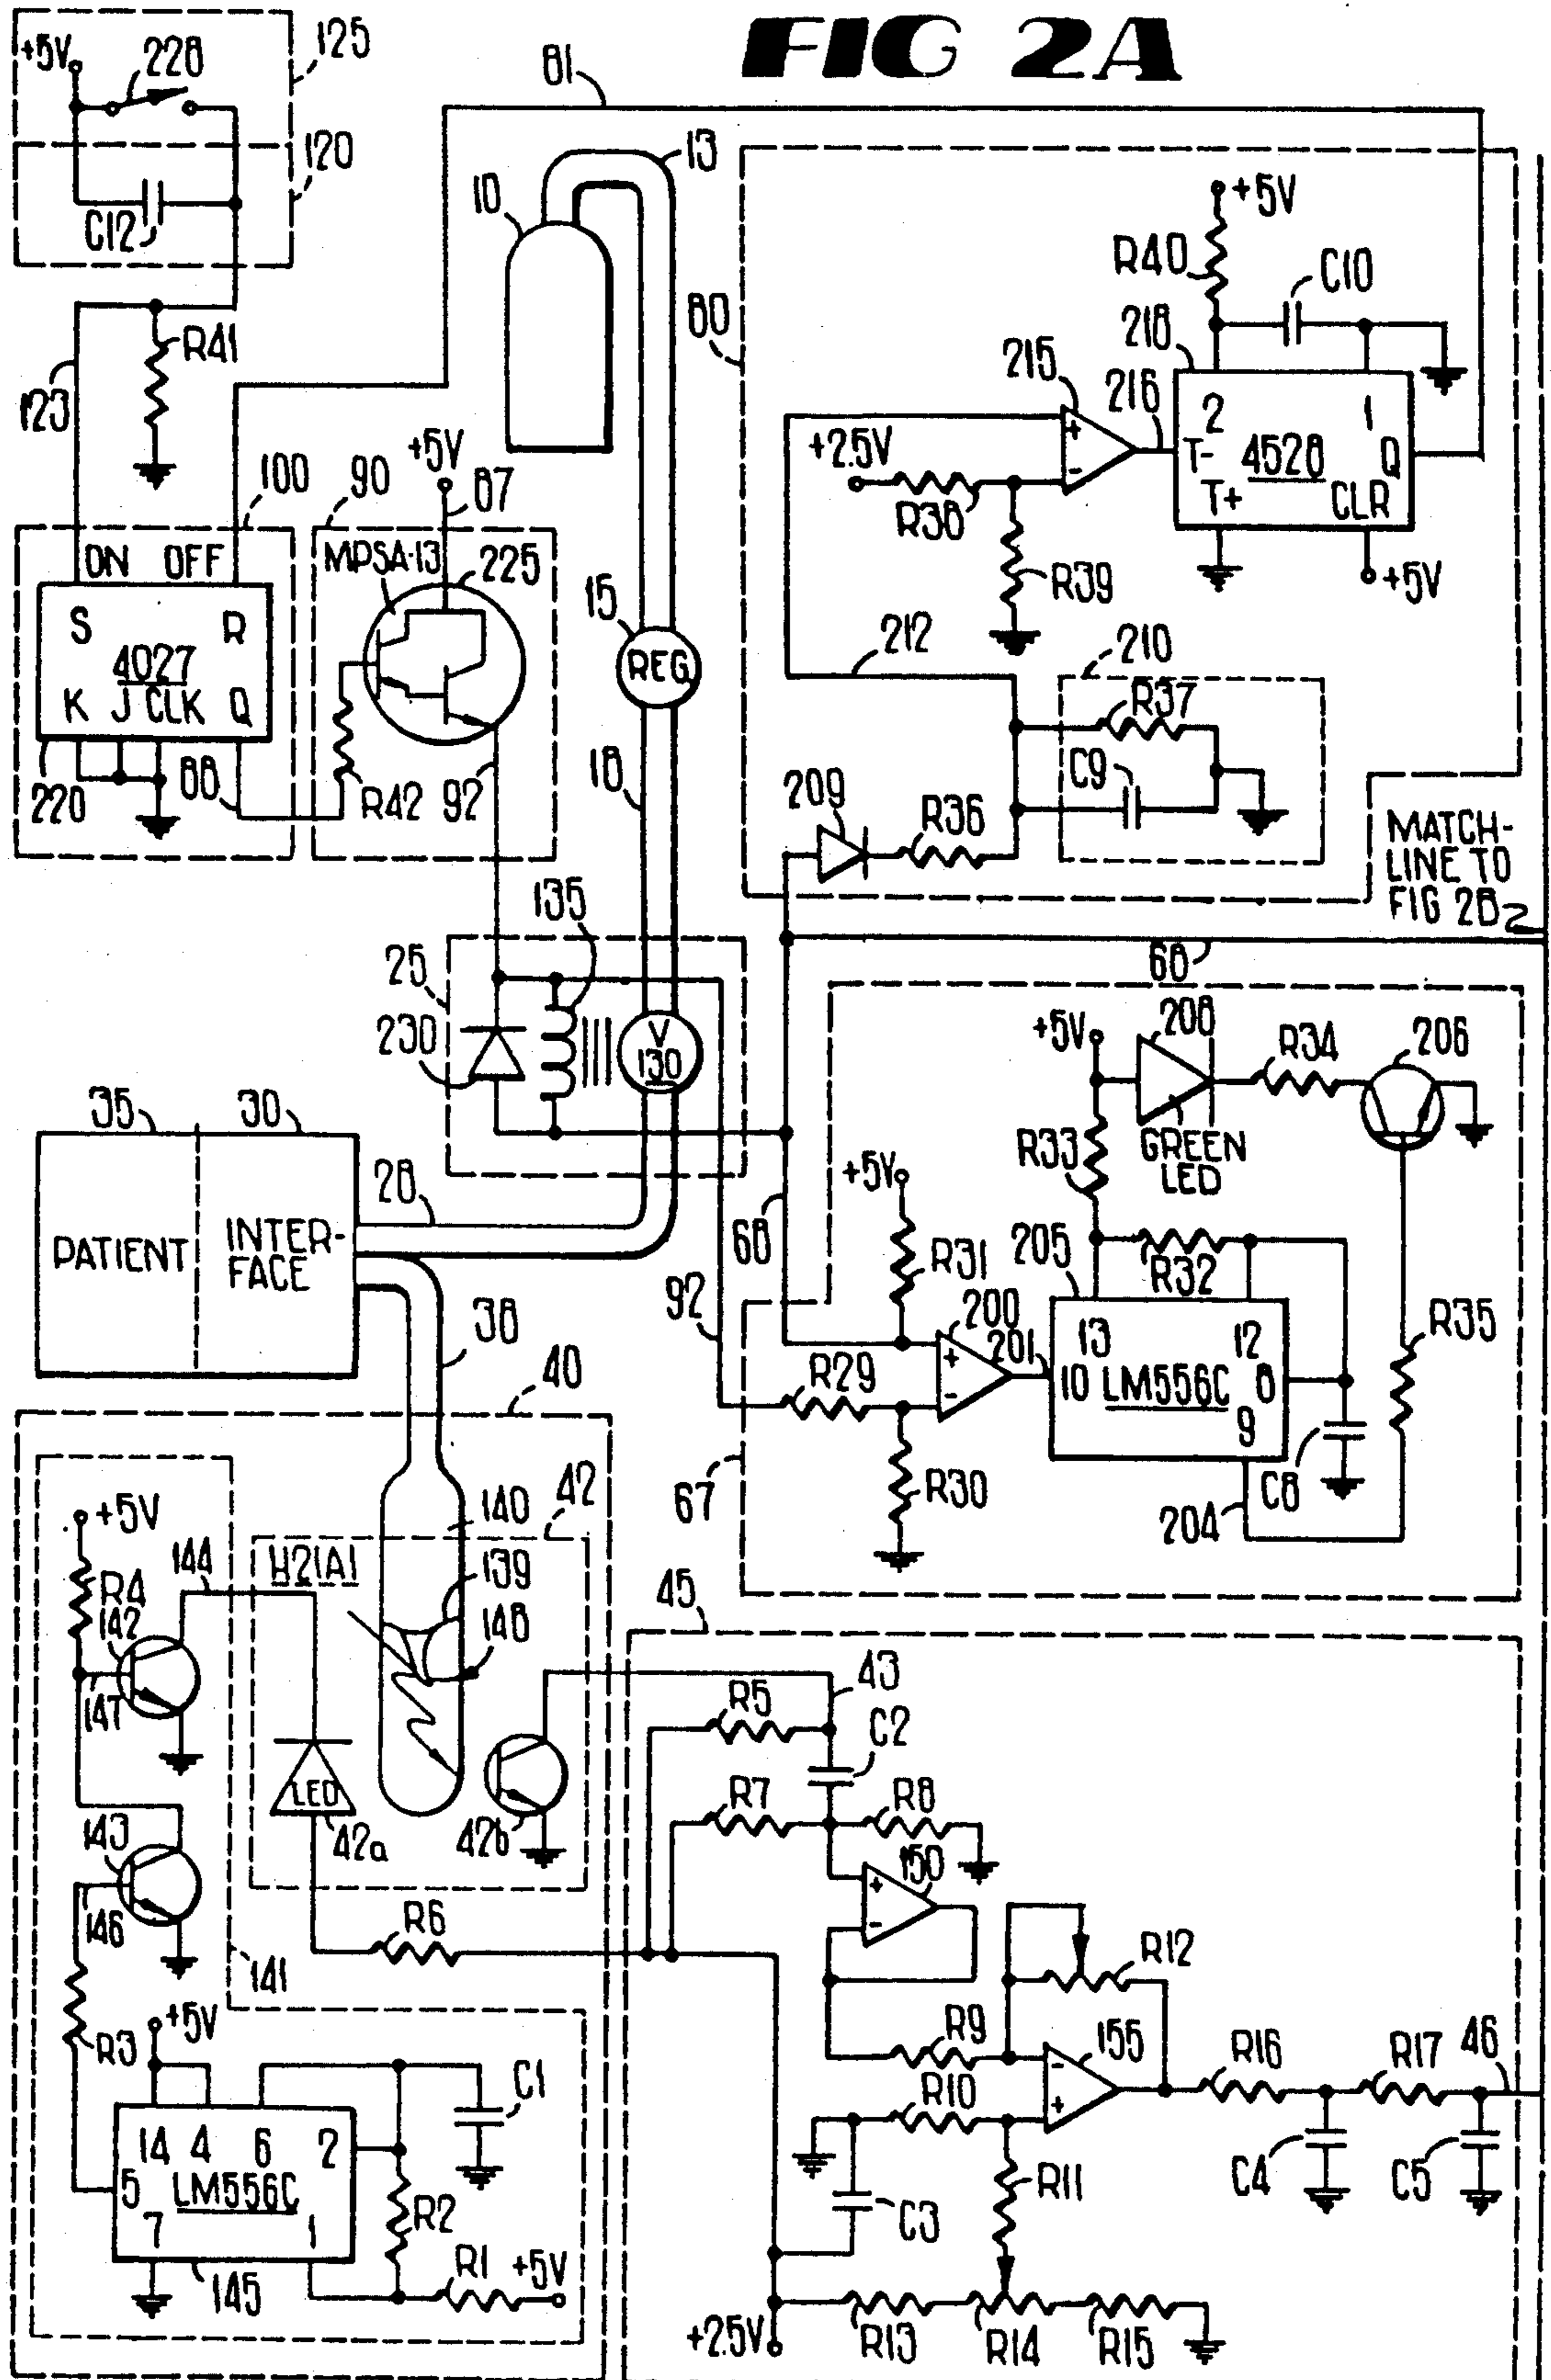 FIG 2A
+5V
228
125
120
C12
81
13
10
80
+5V
R40
C10
218
215
216
2
1
T-
4528
Q
T+
CLR
+5V
+2.5V
R38
R39
123
R41
100
90
+5V
87
ON OFF
MPSA-13
225
S
R
4027
K J CLK Q
220
88
R42
92
15
REG
18
212
210
R37
C9
209
R36
MATCH-
LINE TO
FIG 2B
68
135
25
230
V
130
+5V
208
R34
206
GREEN
LED
R33
35
30
28
PATIENT
INTER-
FACE
38
40
+5V
68
R31
205
R32
92
200
201
R29
13
12
10
LM556C
8
9
R35
C8
R30
67
204
+5V
144
R4
142
147
H21A1
140
42
139
148
LED
42a
42b
143
146
R6
141
R3
+5V
14 4 6 2
5
LM556C
7
1
145
C1
R2
R1
+5V
45
43
R5
C2
R7
R8
150
R12
R9
155
R10
R16
R17
46
R11
C3
C4
C5
+2.5V
R13
R14
R15